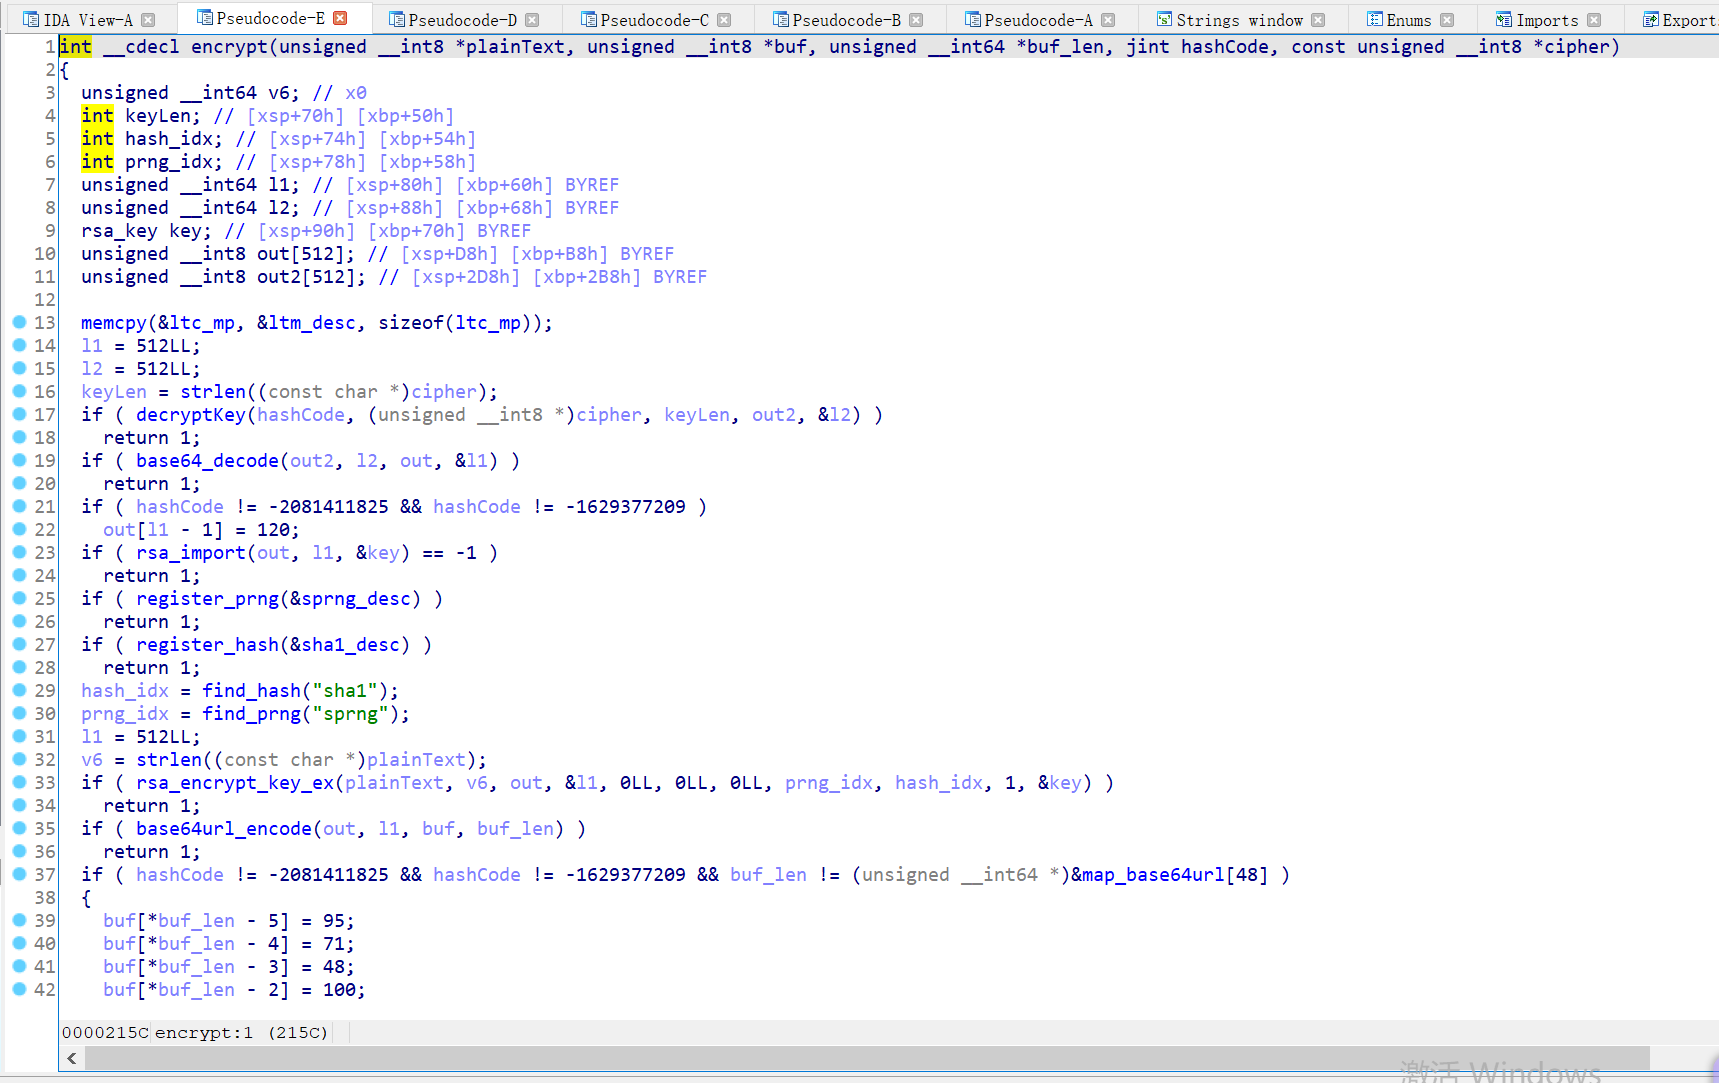 IDA View-A Pseudocode-E Pseudocode-D Pseudocode-C Pseudocode-B Pseudocode-A Strings window Enums Imports Export
1 int __cdecl encrypt(unsigned __int8 *plainText, unsigned __int8 *buf, unsigned __int64 *buf_len, jint hashCode, const unsigned __int8 *cipher)
2 {
3 unsigned __int64 v6; // x0
4 int keyLen; // [xsp+70h] [xbp+50h]
5 int hash_idx; // [xsp+74h] [xbp+54h]
6 int prng_idx; // [xsp+78h] [xbp+58h]
7 unsigned __int64 l1; // [xsp+80h] [xbp+60h] BYREF
8 unsigned __int64 l2; // [xsp+88h] [xbp+68h] BYREF
9 rsa_key key; // [xsp+90h] [xbp+70h] BYREF
10 unsigned __int8 out[512]; // [xsp+D8h] [xbp+B8h] BYREF
11 unsigned __int8 out2[512]; // [xsp+2D8h] [xbp+2B8h] BYREF
12
13 memcpy(&ltc_mp, &ltm_desc, sizeof(ltc_mp));
14 l1 = 512LL;
15 l2 = 512LL;
16 keyLen = strlen((const char *)cipher);
17 if ( decryptKey(hashCode, (unsigned __int8 *)cipher, keyLen, out2, &l2) )
18 return 1;
19 if ( base64_decode(out2, l2, out, &l1) )
20 return 1;
21 if ( hashCode != -2081411825 && hashCode != -1629377209 )
22 out[l1 - 1] = 120;
23 if ( rsa_import(out, l1, &key) == -1 )
24 return 1;
25 if ( register_prng(&sprng_desc) )
26 return 1;
27 if ( register_hash(&sha1_desc) )
28 return 1;
29 hash_idx = find_hash("sha1");
30 prng_idx = find_prng("sprng");
31 l1 = 512LL;
32 v6 = strlen((const char *)plainText);
33 if ( rsa_encrypt_key_ex(plainText, v6, out, &l1, 0LL, 0LL, 0LL, prng_idx, hash_idx, 1, &key) )
34 return 1;
35 if ( base64url_encode(out, l1, buf, buf_len) )
36 return 1;
37 if ( hashCode != -2081411825 && hashCode != -1629377209 && buf_len != (unsigned __int64 *)&map_base64url[48] )
38 {
39 buf[*buf_len - 5] = 95;
40 buf[*buf_len - 4] = 71;
41 buf[*buf_len - 3] = 48;
42 buf[*buf_len - 2] = 100;
0000215C encrypt:1 (215C)
激活 Windows